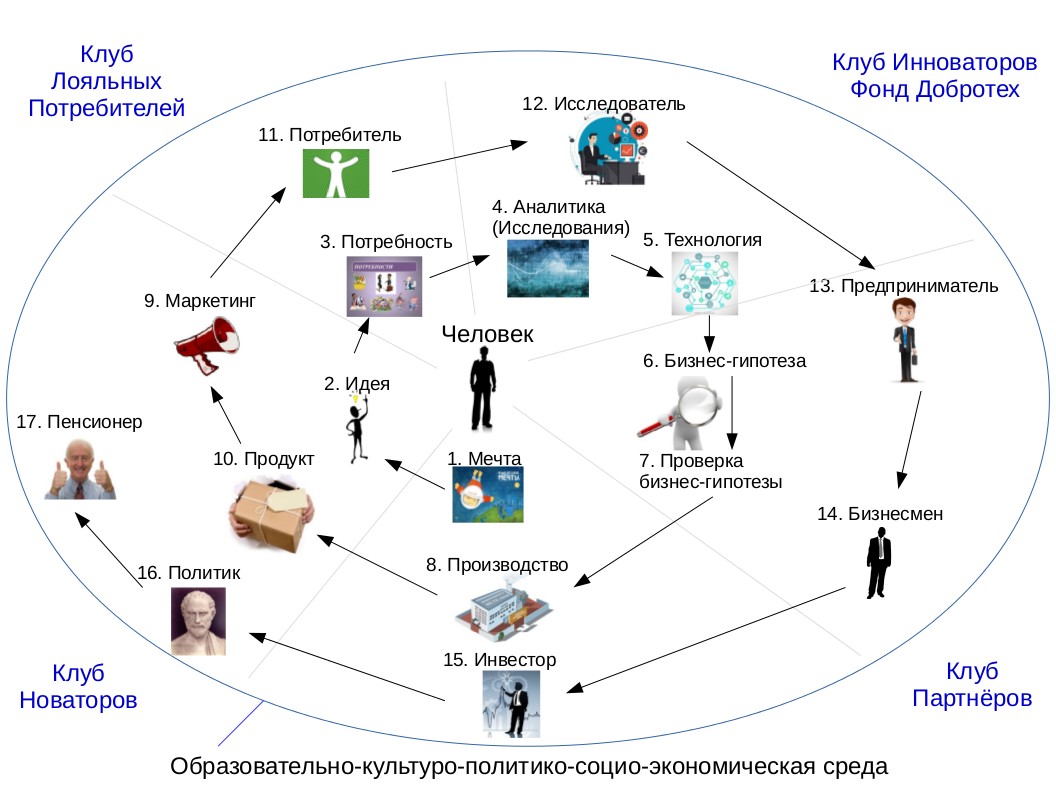 Клуб
Лояльных
Потребителей
Клуб Инноваторов
Фонд Добротех
12. Исследователь
11. Потребитель
4. Аналитика
(Исследования)
3. Потребность
5. Технология
ПОТРЕБНОСТИ
9. Маркетинг
13. Предприниматель
Человек
6. Бизнес-гипотеза
2. Идея
17. Пенсионер
10. Продукт
1. Мечта
7. Проверка
бизнес-гипотезы
МЕЧТА
14. Бизнесмен
8. Производство
16. Политик
15. Инвестор
Клуб
Новаторов
Клуб
Партнёров
Образовательно-культуро-политико-социо-экономическая среда